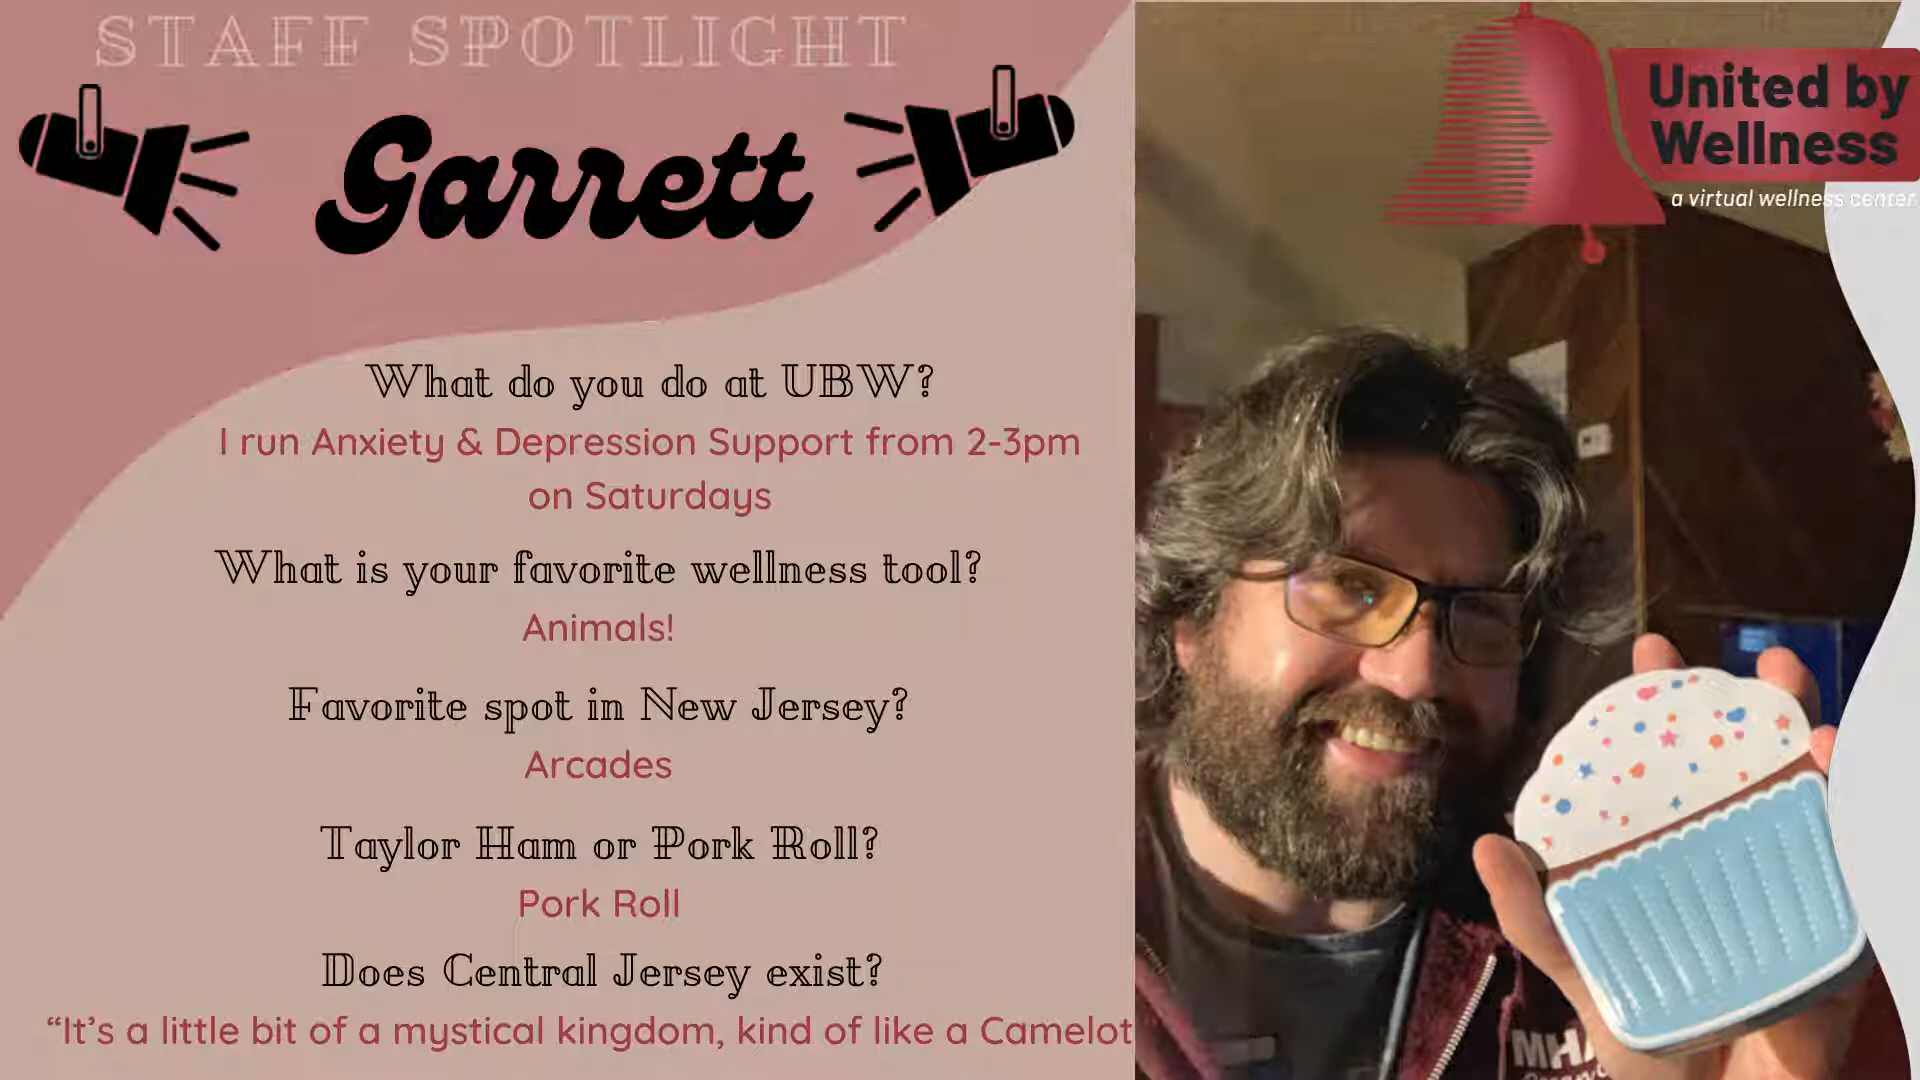 STAFF SPOTLIGHT
Garrett
United by
Wellness
a virtual wellness center
What do you do at UBW?
I run Anxiety & Depression Support from 2-3pm
on Saturdays
What is your favorite wellness tool?
Animals!
Favorite spot in New Jersey?
Arcades
Taylor Ham or Pork Roll?
Pork Roll
Does Central Jersey exist?
“It’s a little bit of a mystical kingdom, kind of like a Camelot
MHA